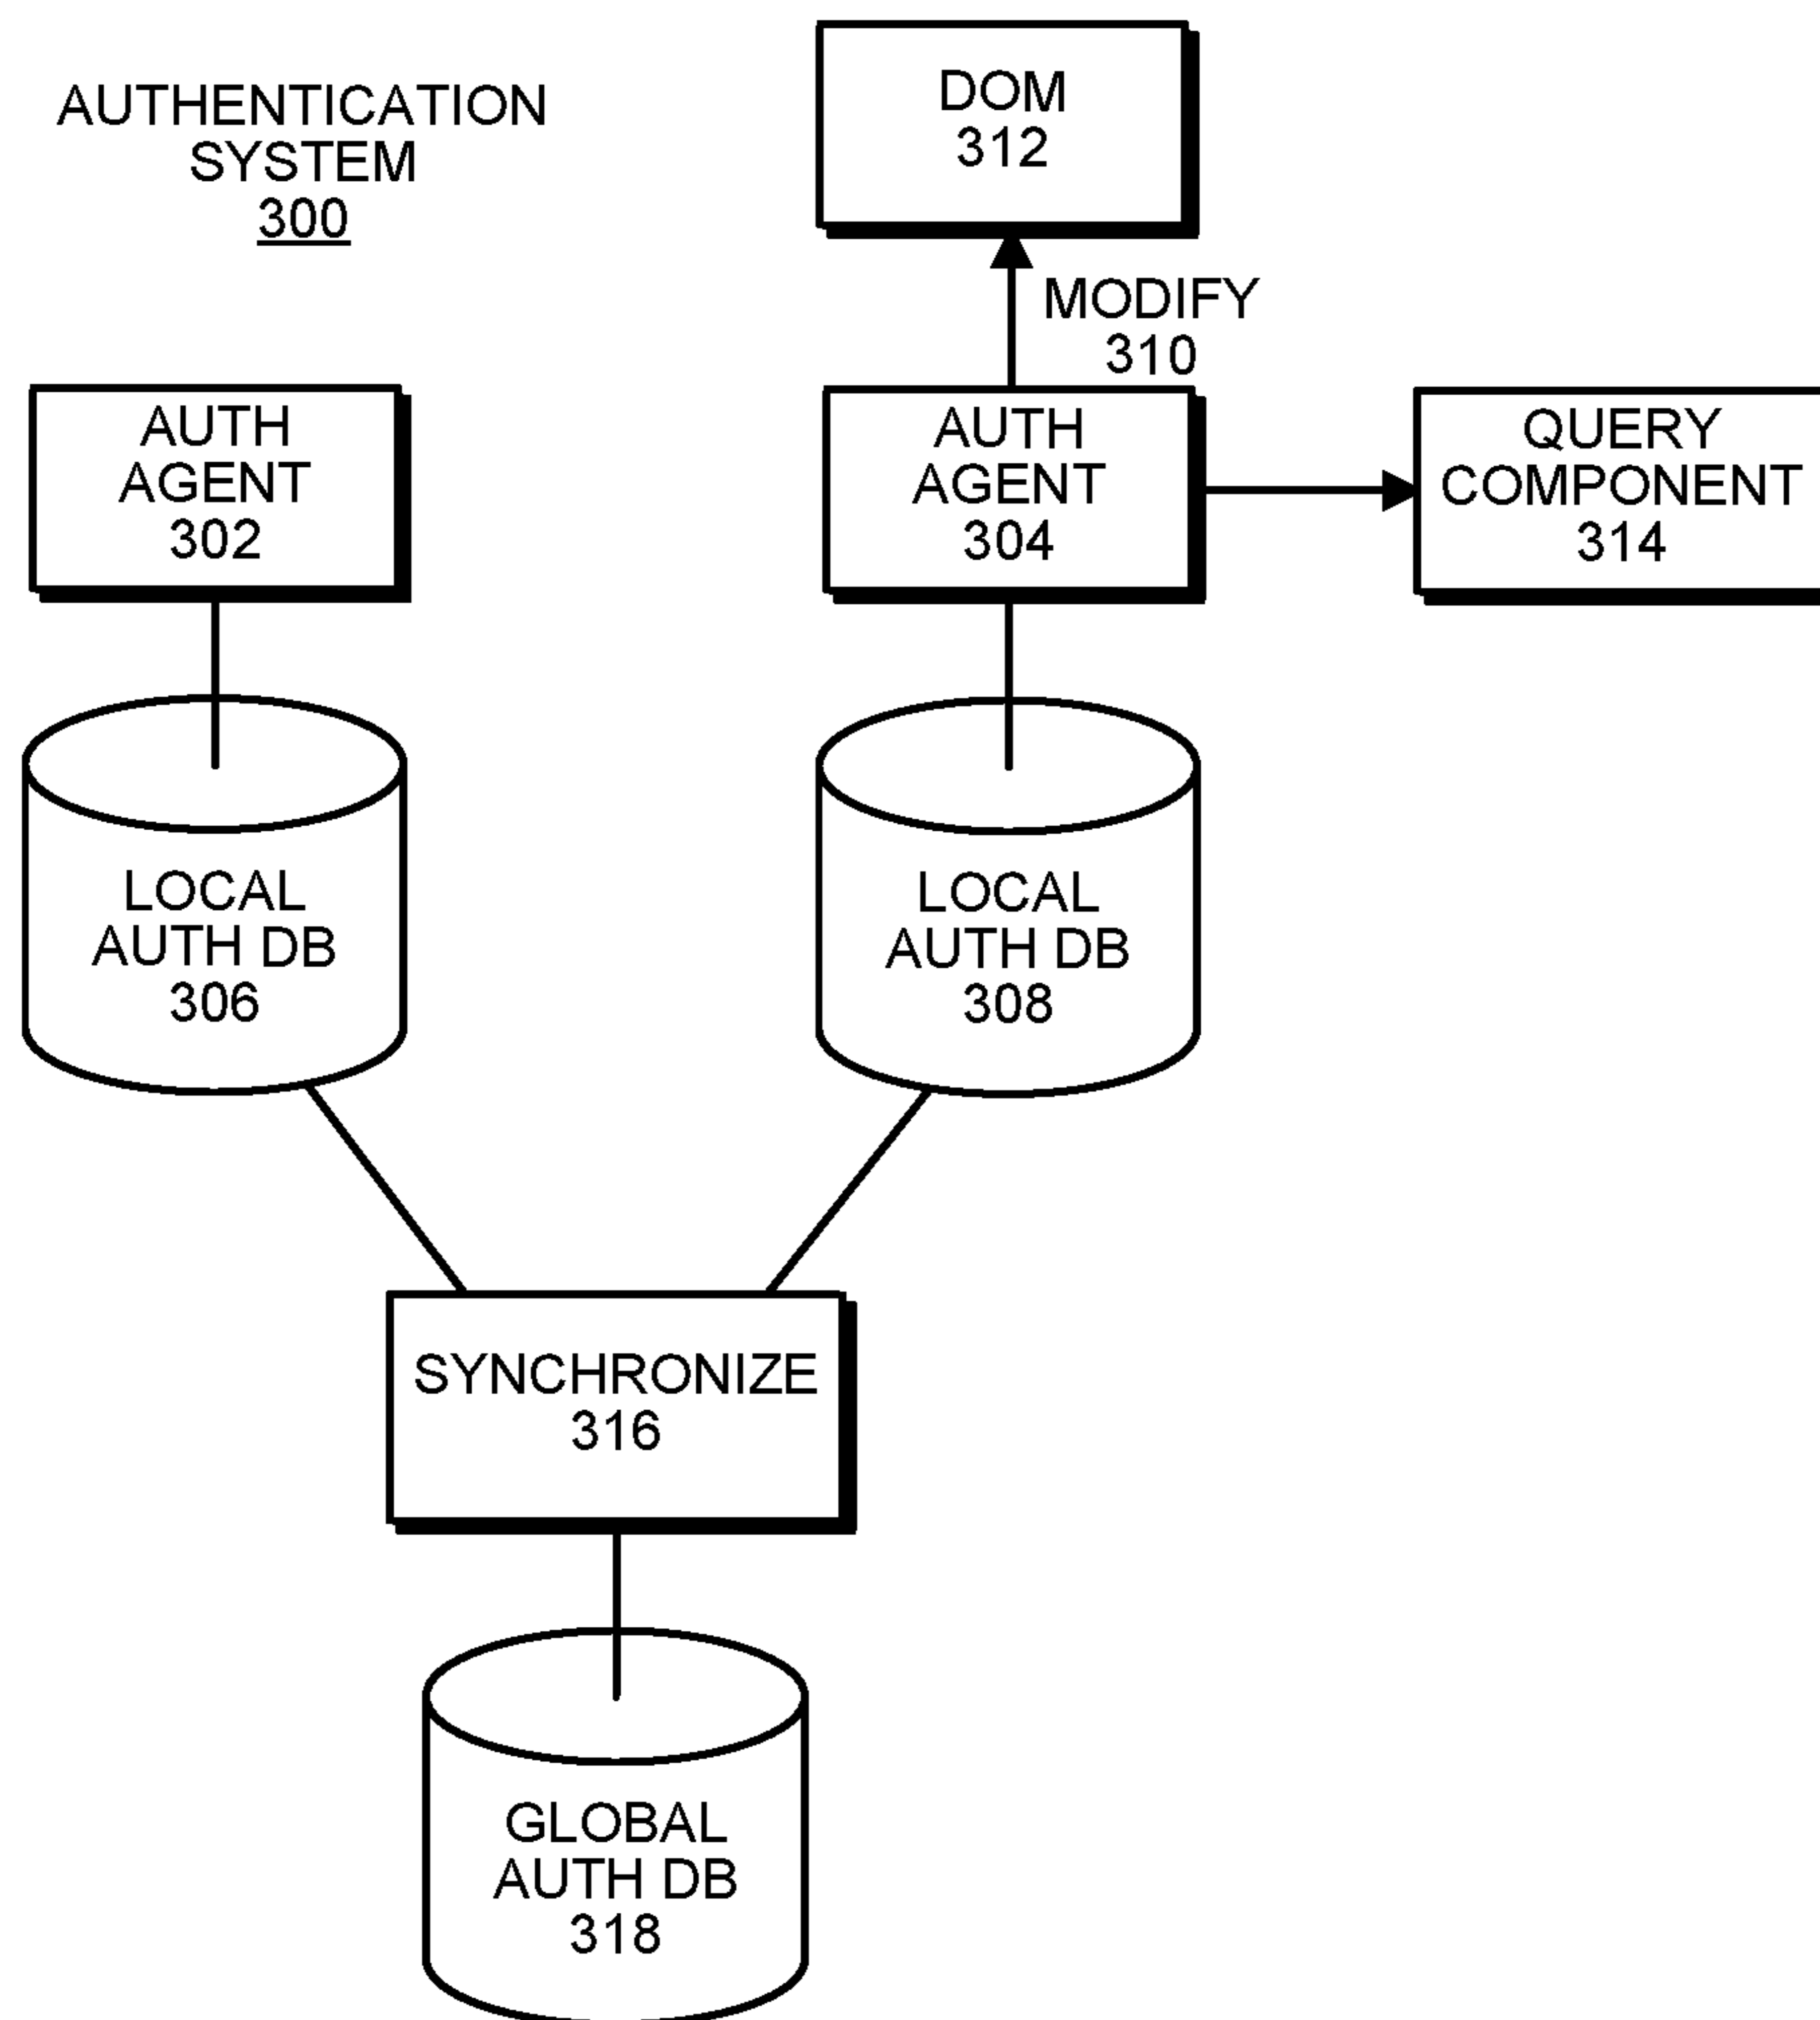 AUTHENTICATION
SYSTEM
300
DOM
312
MODIFY
310
AUTH
AGENT
302
AUTH
AGENT
304
QUERY
COMPONENT
314
LOCAL
AUTH DB
306
LOCAL
AUTH DB
308
SYNCHRONIZE
316
GLOBAL
AUTH DB
318